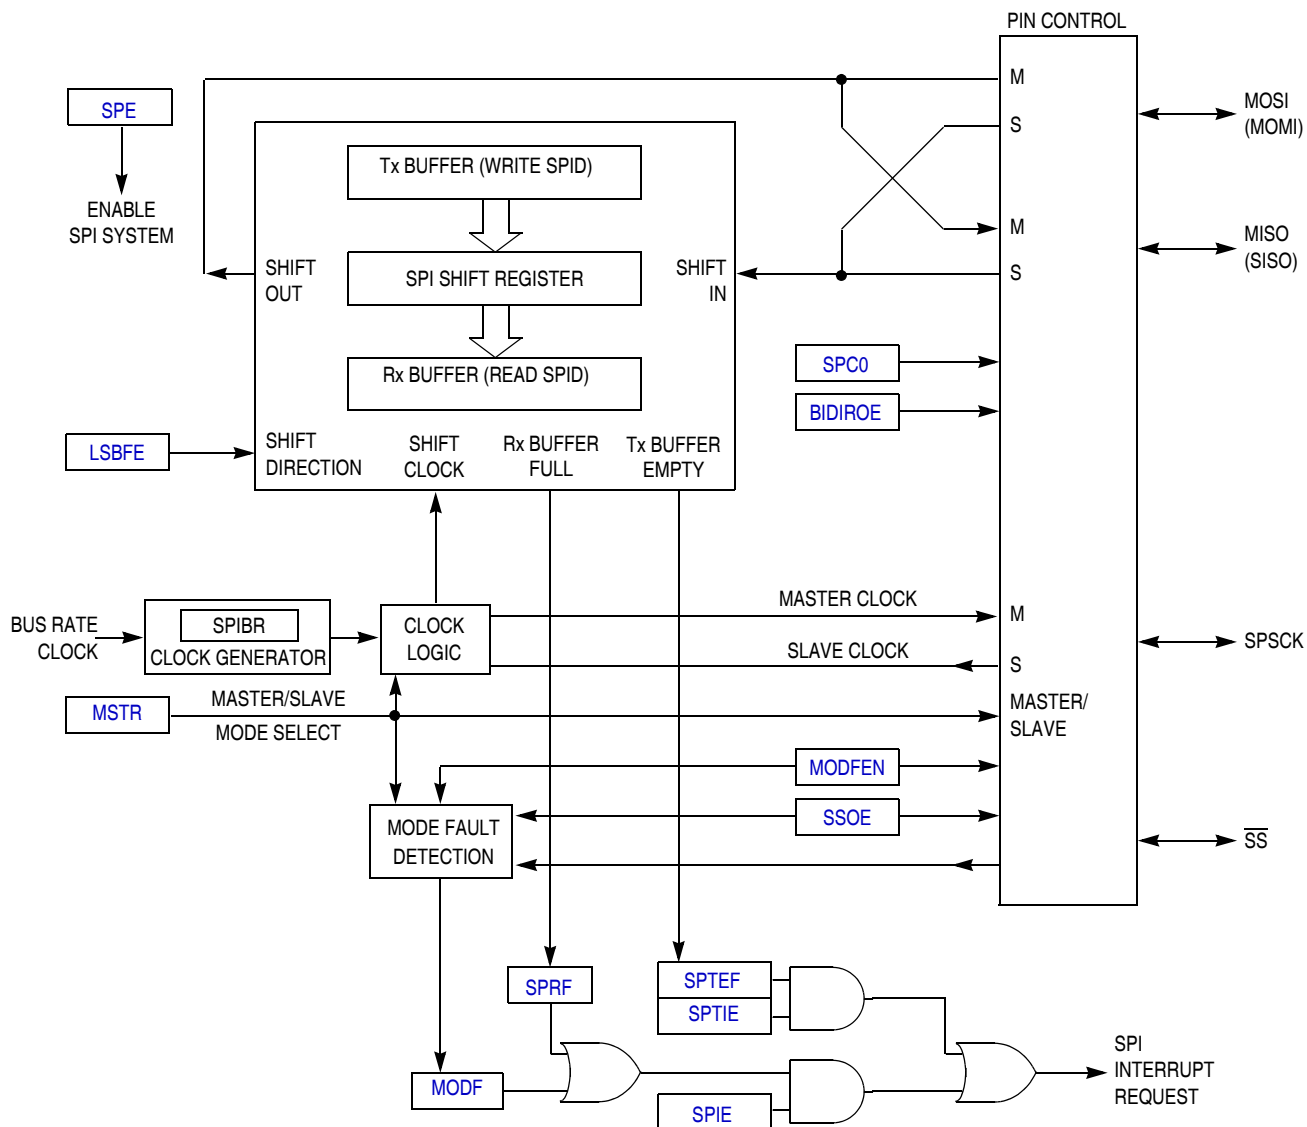 PIN CONTROL
M
SPE
MOSI
(MOMI)
S
Tx BUFFER (WRITE SPID)
ENABLE
SPI SYSTEM
M
MISO
(SISO)
SHIFT
OUT
SPI SHIFT REGISTER
SHIFT
IN
S
SPC0
Rx BUFFER (READ SPID)
BIDIROE
LSBFE
SHIFT
DIRECTION
SHIFT
CLOCK
Rx BUFFER
FULL
Tx BUFFER
EMPTY
BUS RATE
CLOCK
SPIBR
CLOCK GENERATOR
CLOCK
LOGIC
MASTER CLOCK
M
SLAVE CLOCK
S
SPSCK
MSTR
MASTER/SLAVE
MODE SELECT
MASTER/
SLAVE
MODFEN
SSOE
MODE FAULT
DETECTION
SS
SPRF
SPTEF
SPTIE
MODF
SPIE
SPI
INTERRUPT
REQUEST